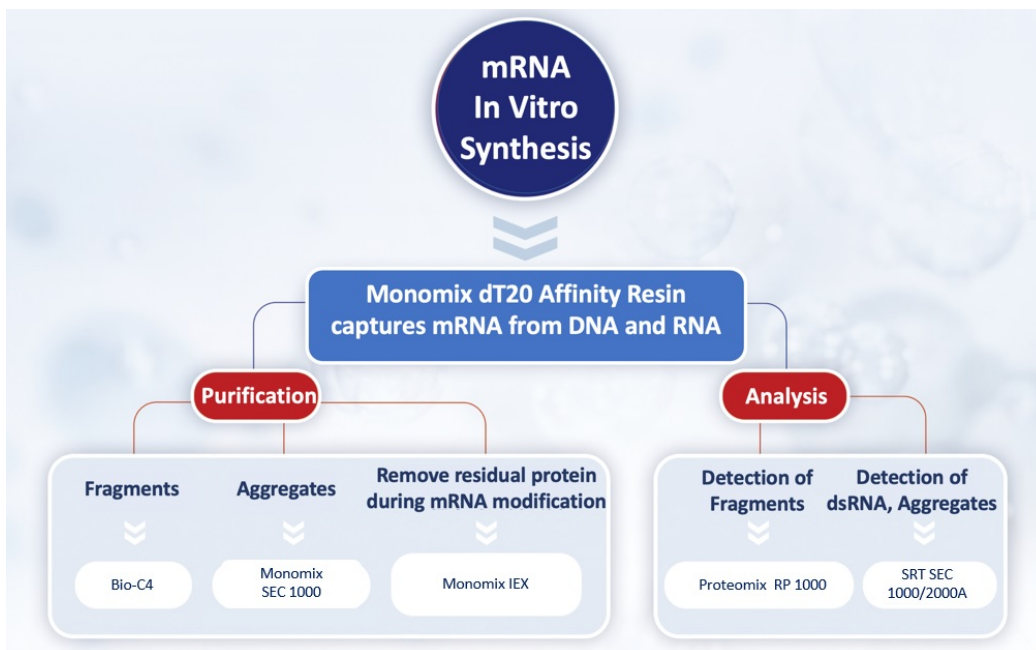 mRNA
In Vitro
Synthesis
Monomix dT20 Affinity Resin
captures mRNA from DNA and RNA
Purification
Analysis
Fragments
Aggregates
Remove residual protein
during mRNA modification
Detection of
Fragments
Detection of
dsRNA, Aggregates
Bio-C4
Monomix
SEC 1000
Monomix IEX
Proteomix RP 1000
SRT SEC
1000/2000A